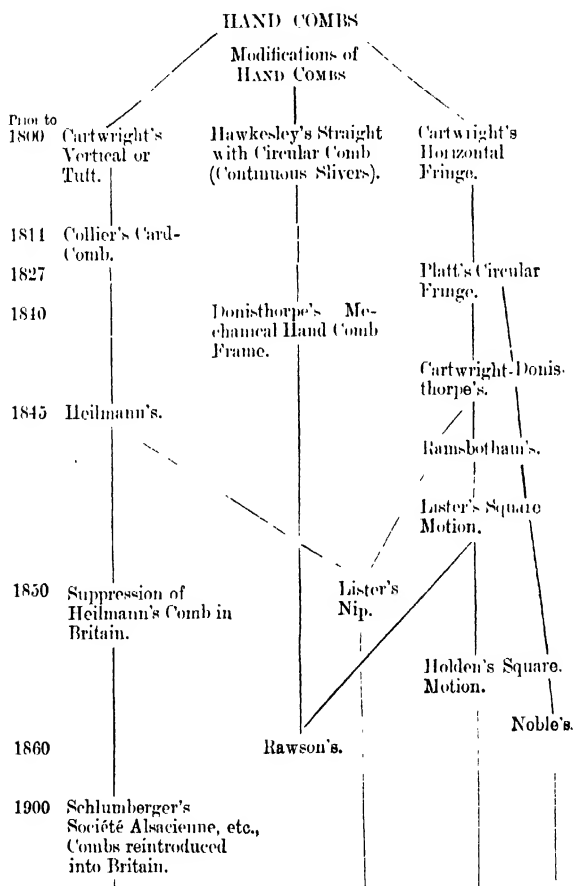 HAND COMBS
Modifications of
HAND COMBS
PRIOR TO
1800 Cartwright's
Vertical or
Tuft.
Hawkesley's Straight
with Circular Comb
(Continuous Slivers).
Cartwright's
Horizontal
Fringe.
1814 Collier's Card-
Comb.
1827
Platt's Circular
Fringe.
1840
Donisthorpe's Me-
chanical Hand Comb
Frame.
Cartwright-Donis-
thorpe's.
1845 Heilmann's.
Ramsbotham's.
Lister's Square
Motion.
1850 Suppression of
Heilmann's Comb in
Britain.
Lister's
Nip.
Holden's Square
Motion.
Noble's.
1860
Rawson's.
1900 Schlumberger's
Société Alsacienne, etc.,
Combs reintroduced
into Britain.